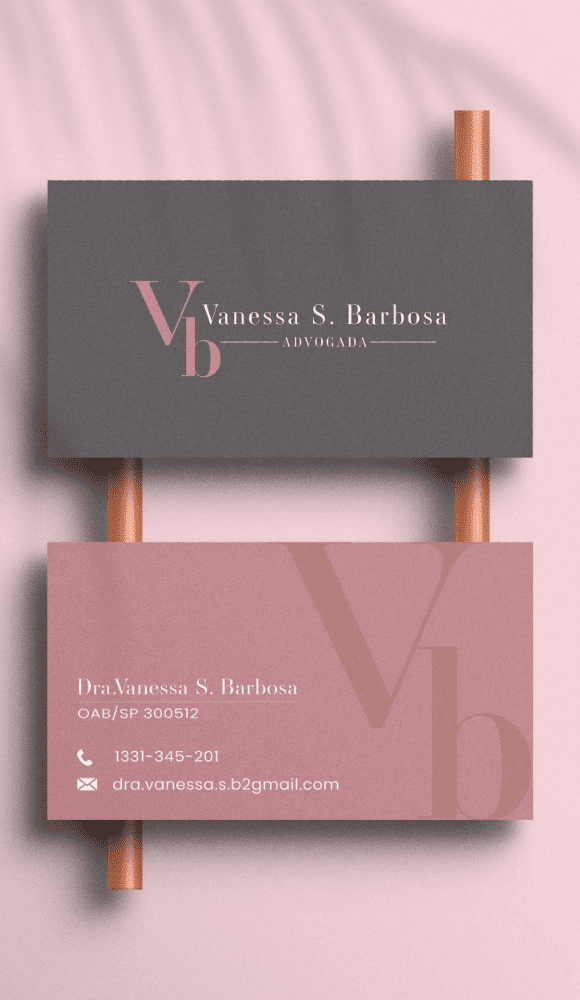 Vb
Vanessa S. Barbosa
ADVOGADA
Vb
Dra.Vanessa S. Barbosa
OAB/SP 300512
1331-345-201
dra.vanessa.s.b2gmail.com